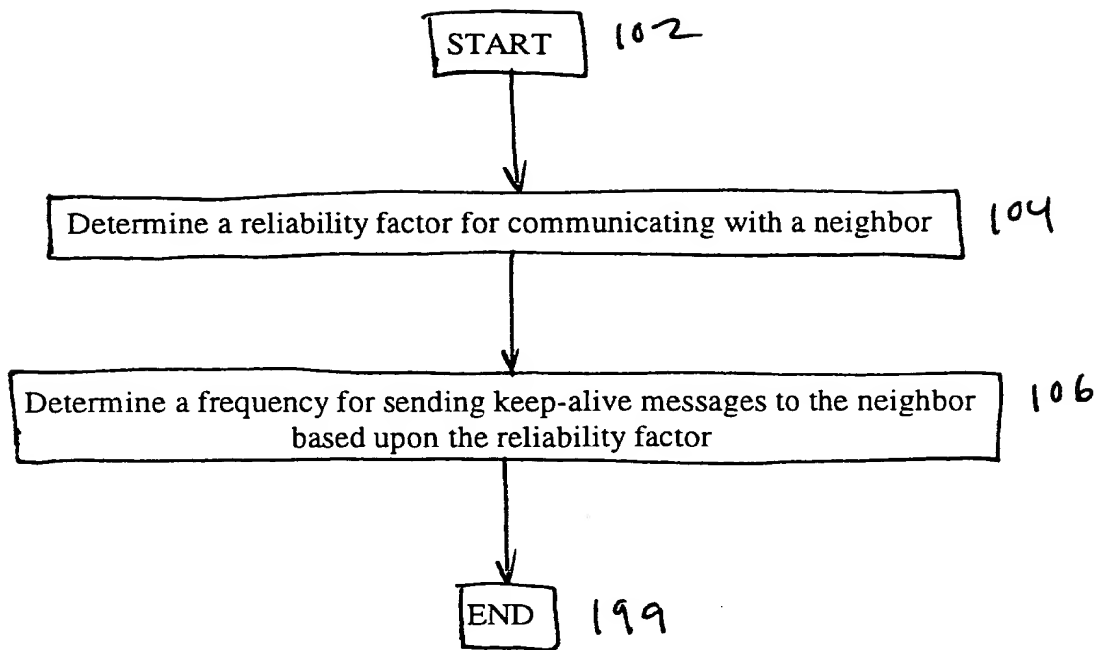 START 102
Determine a reliability factor for communicating with a neighbor 104
Determine a frequency for sending keep-alive messages to the neighbor 106
based upon the reliability factor
END 199